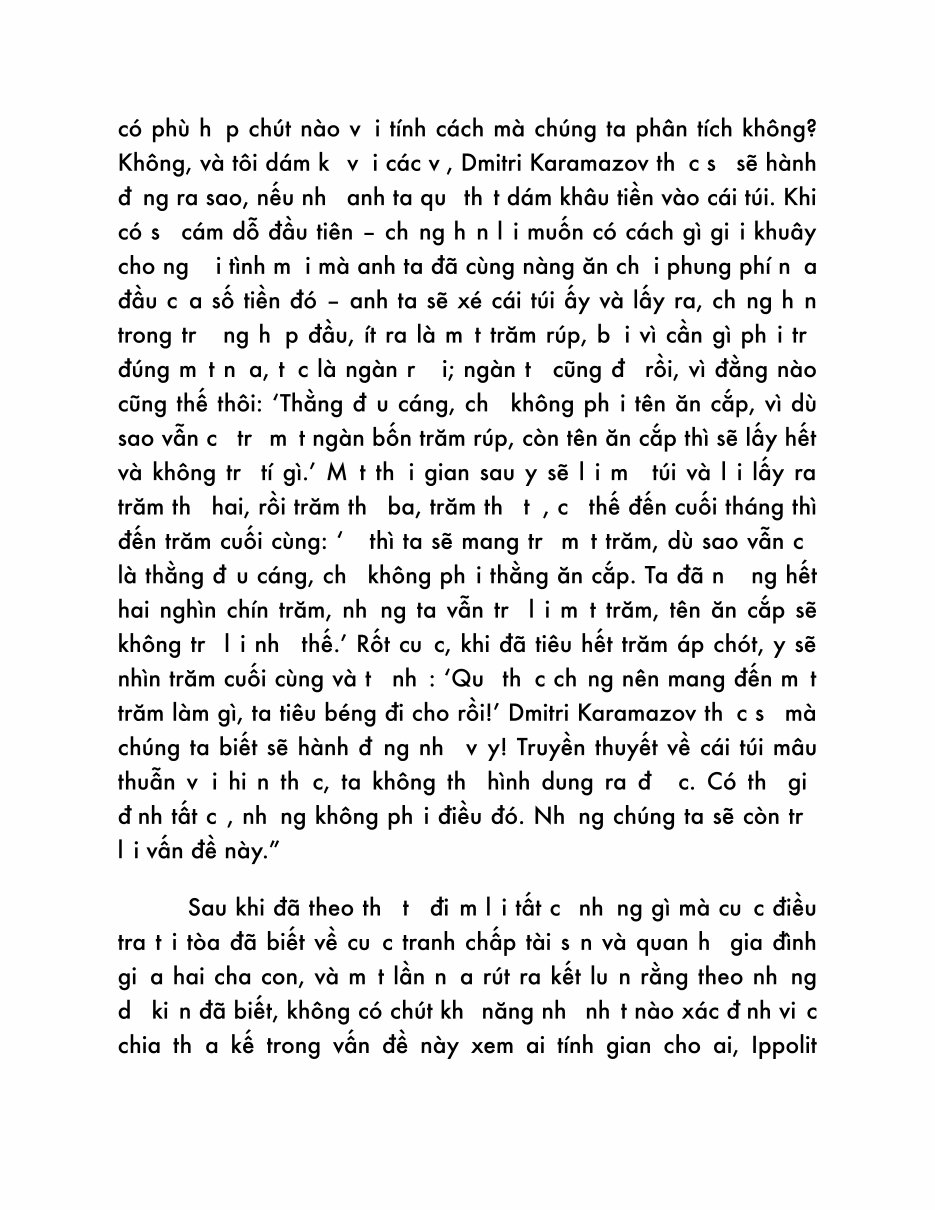 có phù h p chút nào v i tính cách mà chúng ta phân tích không?
Không, và tôi dám k v i các v , Dmitri Karamazov th c s sẽ hành
đ ng ra sao, nếu nh anh ta qu th t dám khâu tiền vào cái túi. Khi
có s cám dỗ đầu tiên – ch ng h n l i muốn có cách gì gi i khuây
cho ng i tình m i mà anh ta đã cùng nàng ăn ch i phung phí n a
đầu c a số tiền đó – anh ta sẽ xé cái túi ấy và lấy ra, ch ng h n
trong tr ng h p đầu, ít ra là m t trăm rúp, b i vì cần gì ph i tr
đúng m t n a, t c là ngàn r i; ngàn t cũng đ rồi, vì đằng nào
cũng thế thôi: ‘Thằng đ u cáng, ch không ph i tên ăn cắp, vì dù
sao vẫn c tr m t ngàn bốn trăm rúp, còn tên ăn cắp thì sẽ lấy hết
và không tr tí gì.’ M t th i gian sau y sẽ l i m túi và l i lấy ra
trăm th hai, rồi trăm th ba, trăm th t , c thế đến cuối tháng thì
đến trăm cuối cùng: ‘ thì ta sẽ mang tr m t trăm, dù sao vẫn c
là thằng đ u cáng, ch không ph i thằng ăn cắp. Ta đã n ng hết
hai nghìn chín trăm, nh ng ta vẫn tr l i m t trăm, tên ăn cắp sẽ
không tr l i nh thế.’ Rốt cu c, khi đã tiêu hết trăm áp chót, y sẽ
nhìn trăm cuối cùng và t nh : ‘Qu th c ch ng nên mang đến m t
trăm làm gì, ta tiêu béng đi cho rồi!’ Dmitri Karamazov th c s mà
chúng ta biết sẽ hành đ ng nh v y! Truyền thuyết về cái túi mâu
thuẫn v i hi n th c, ta không th hình dung ra đ c. Có th gi
đ nh tất c , nh ng không ph i điều đó. Nh ng chúng ta sẽ còn tr
l i vấn đề này.”
Sau khi đã theo th t đi m l i tất c nh ng gì mà cu c điều
tra t i tòa đã biết về cu c tranh chấp tài s n và quan h gia đình
gi a hai cha con, và m t lần n a rút ra kết lu n rằng theo nh ng
d ki n đã biết, không có chút kh năng nh nh t nào xác đ nh vi c
chia th a kế trong vấn đề này xem ai tính gian cho ai, Ippolit